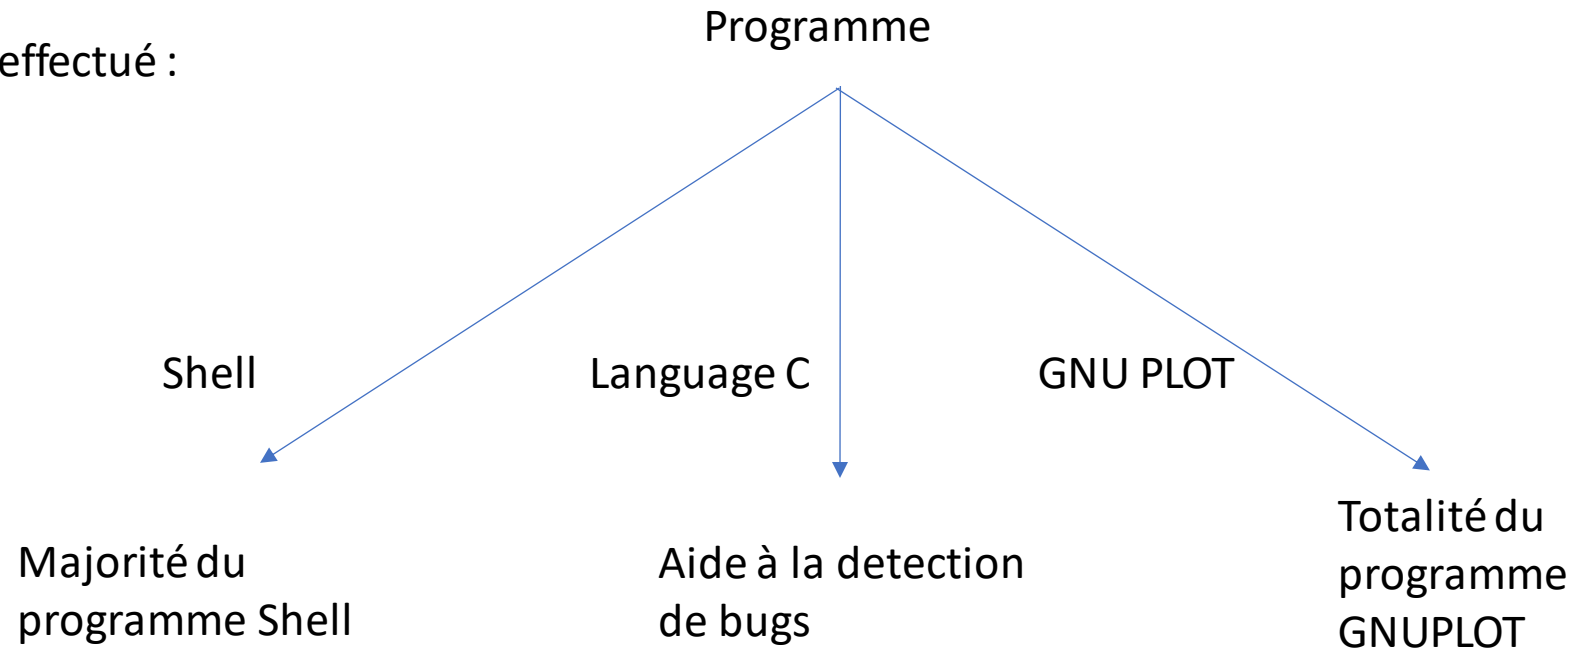 Programme
effectué :
Shell
Language C
GNU PLOT
Majorité du
programme Shell
Aide à la detection
de bugs
Totalité du
programme
GNUPLOT